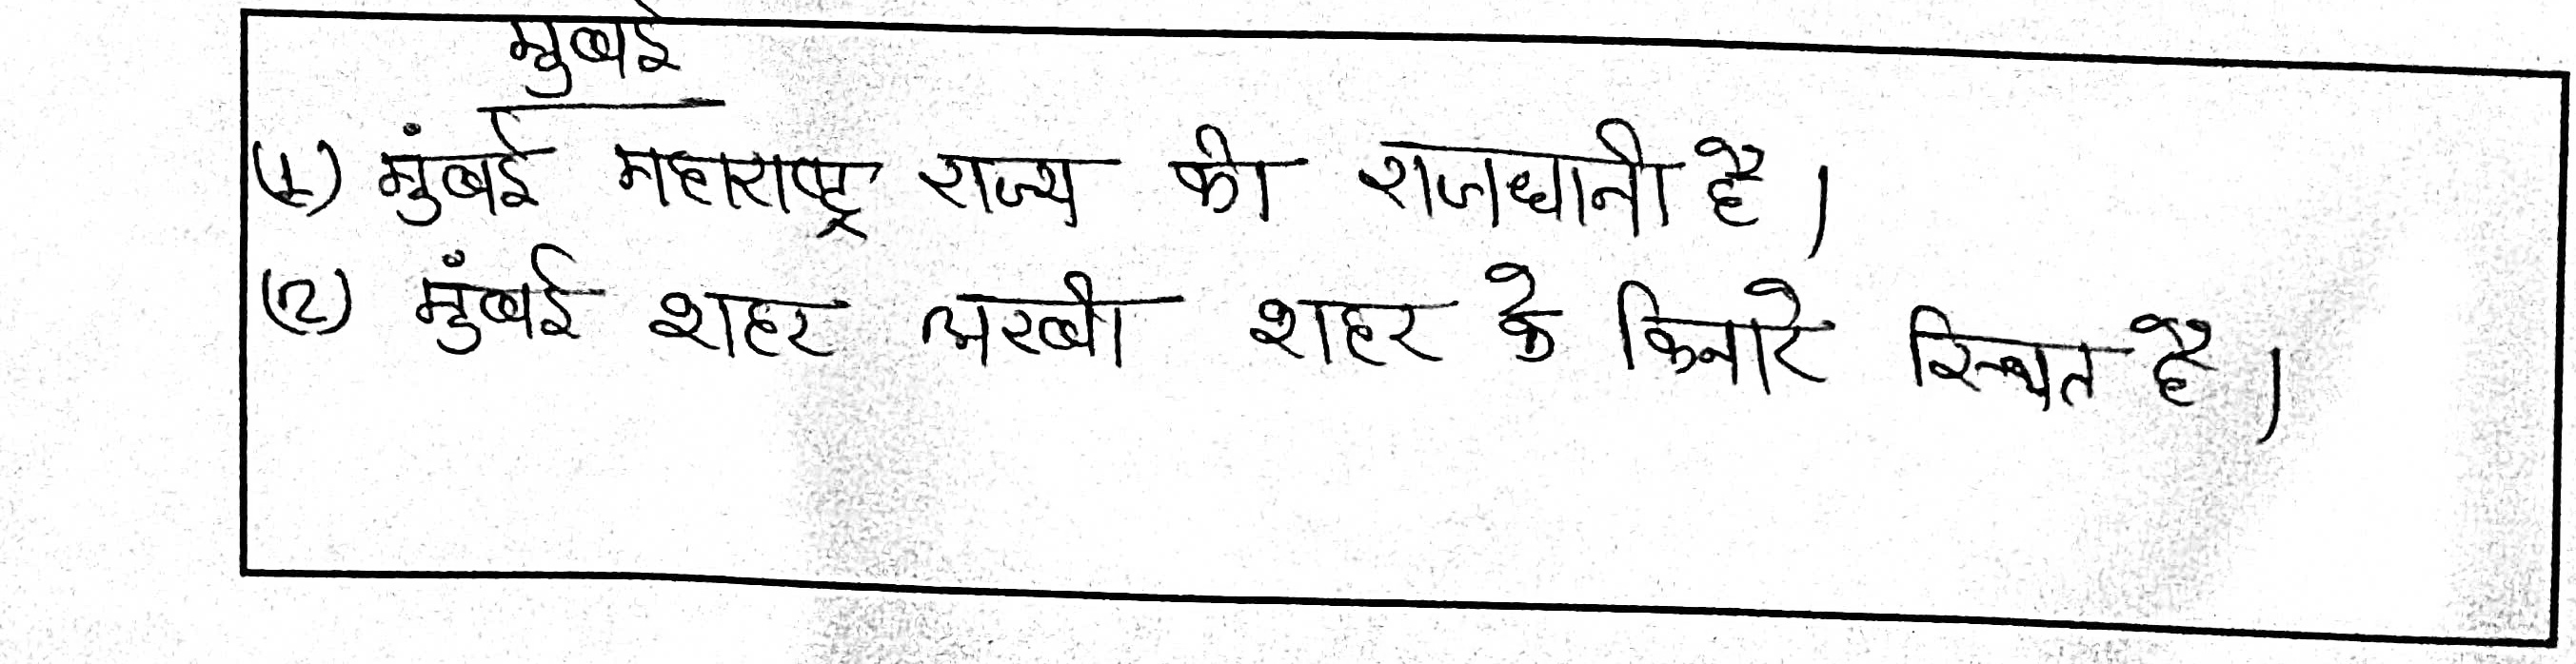 मुबई
(1) मुंबई महाराष्ट्र राज्य की राजधानी है।
(2) मुंबई शहर अरबी शहर के किनारे स्थित है।